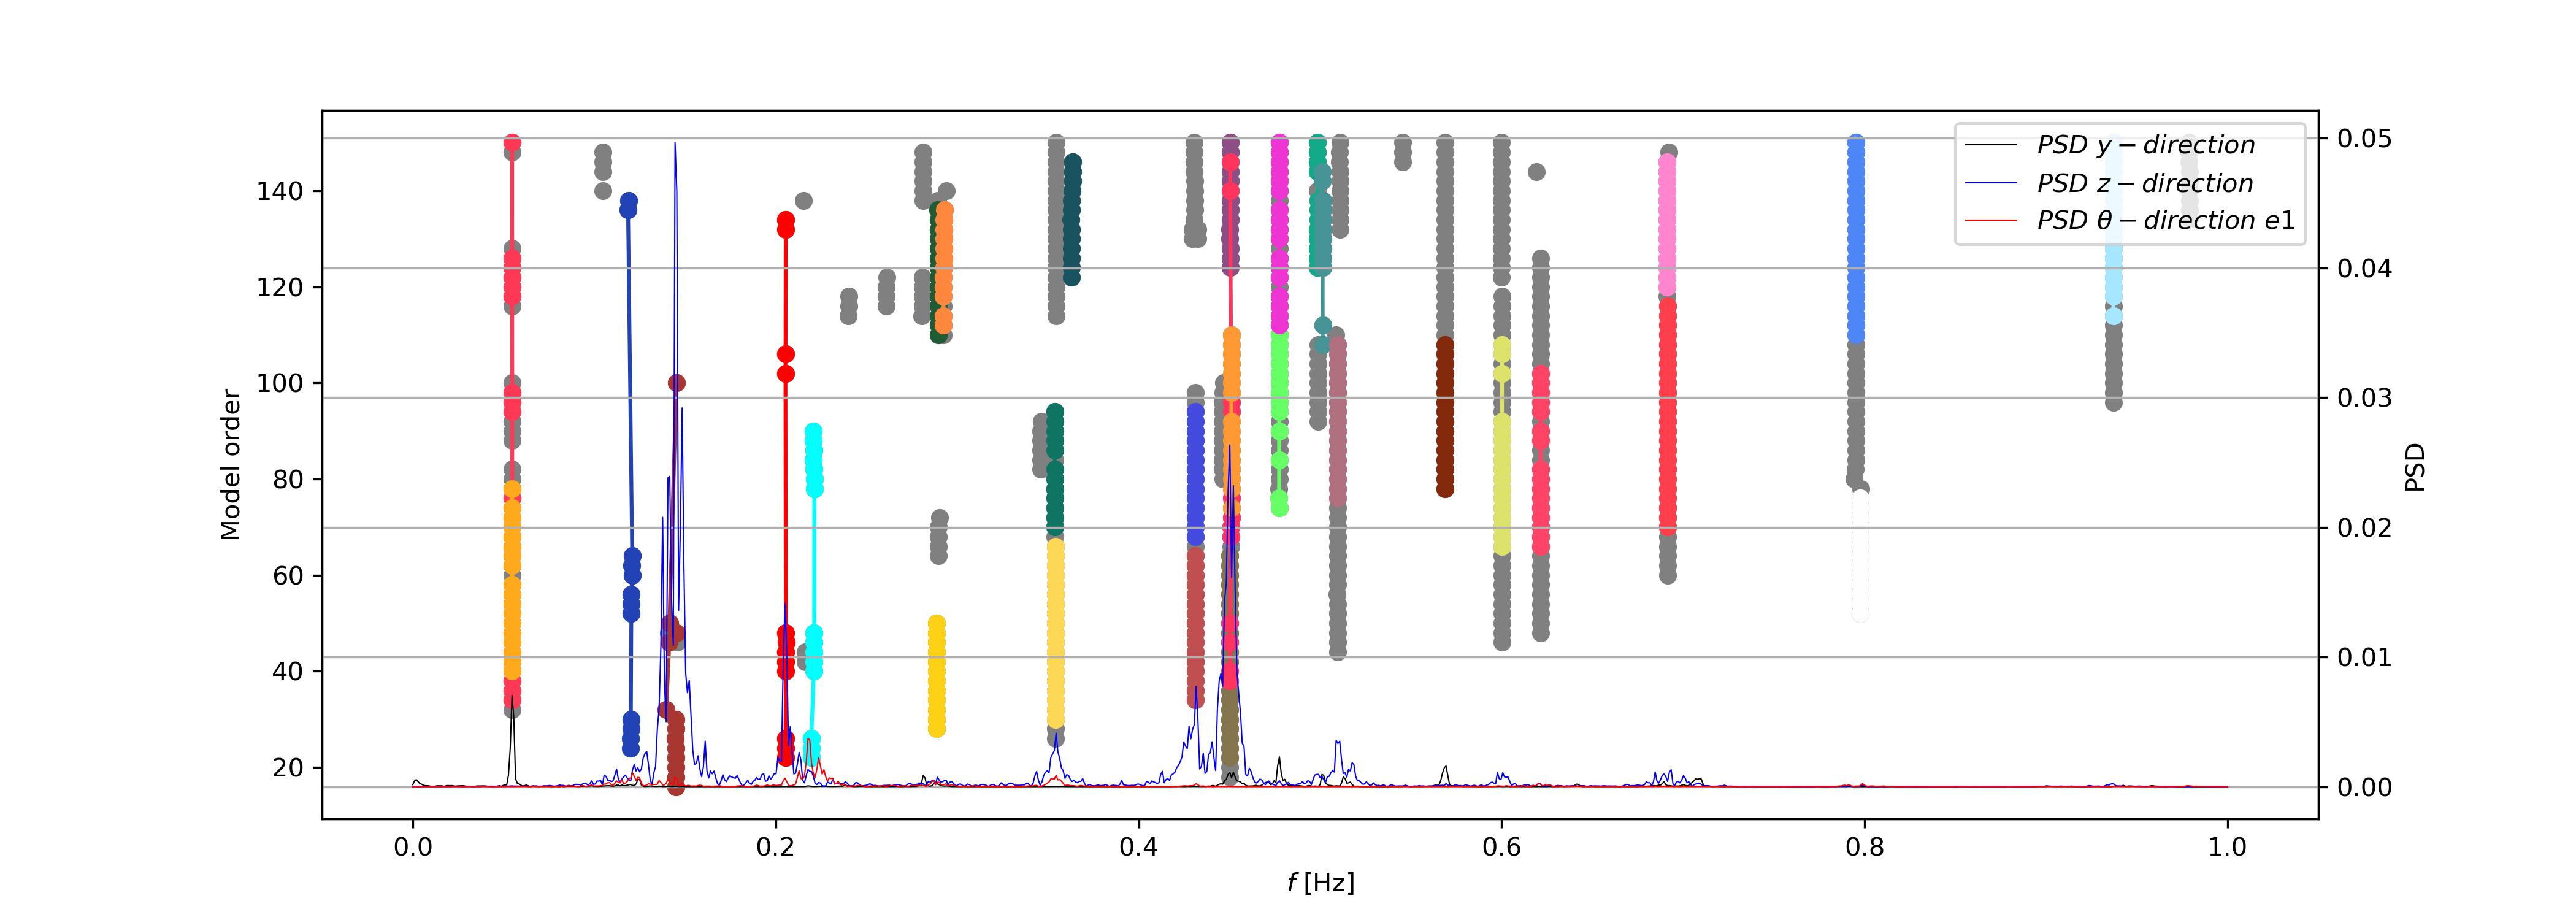 PSD y − direction
PSD z − direction
PSD θ − direction e1
140
120
100
80
60
40
20
Model order
0.05
0.04
0.03
0.02
0.01
0.00
PSD
0.0 0.2 0.4 0.6 0.8 1.0
f [Hz]